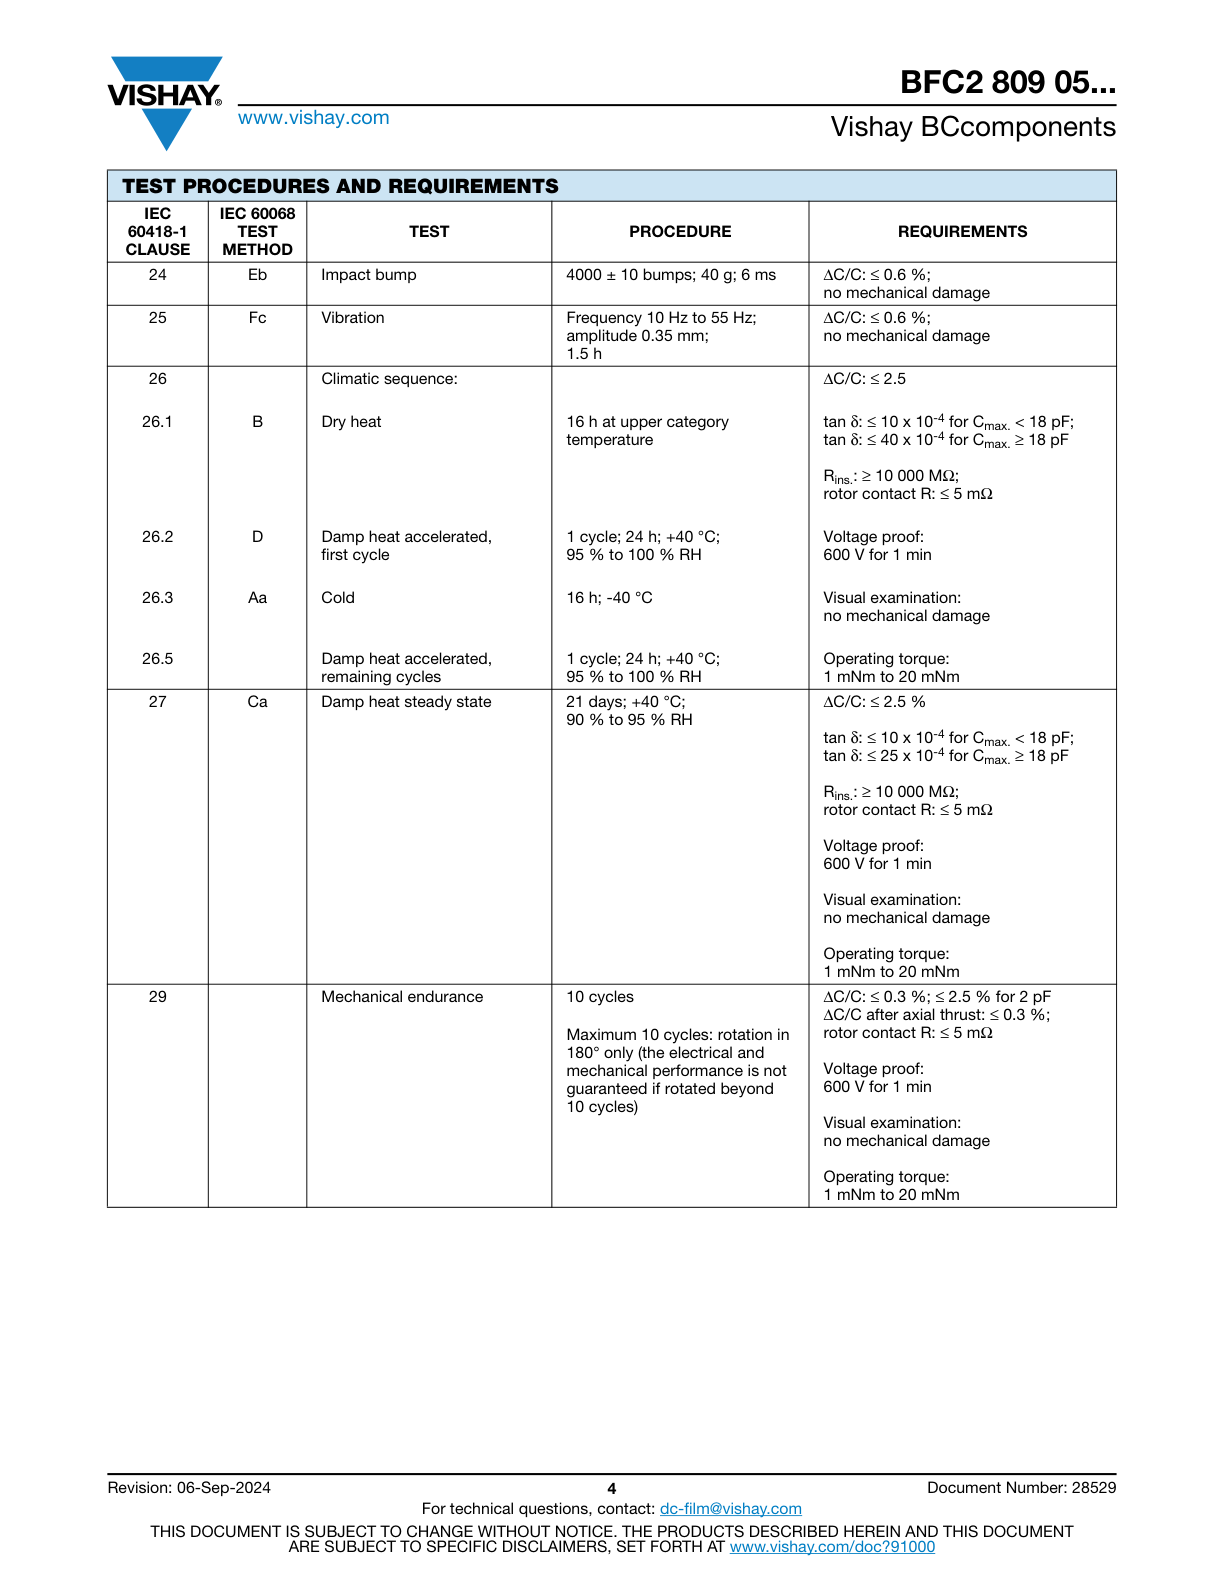 VISHAY®
www.vishay.com
BFC2 809 05...
Vishay BCcomponents
TEST PROCEDURES AND REQUIREMENTS
IEC 60418-1 CLAUSE
IEC 60068 TEST METHOD
TEST
PROCEDURE
REQUIREMENTS
24
Eb
Impact bump
4000 ± 10 bumps; 40 g; 6 ms
ΔC/C: ≤ 0.6 %;
no mechanical damage
25
Fc
Vibration
Frequency 10 Hz to 55 Hz;
amplitude 0.35 mm;
1.5 h
ΔC/C: ≤ 0.6 %;
no mechanical damage
26
Climatic sequence:
ΔC/C: ≤ 2.5
26.1
B
Dry heat
16 h at upper category
temperature
tan δ: ≤ 10 x 10-4 for Cmax. < 18 pF;
tan δ: ≤ 40 x 10-4 for Cmax. ≥ 18 pF
Rins.: ≥ 10 000 MΩ;
rotor contact R: ≤ 5 mΩ
26.2
D
Damp heat accelerated,
first cycle
1 cycle; 24 h; +40 °C;
95 % to 100 % RH
Voltage proof:
600 V for 1 min
26.3
Aa
Cold
16 h; -40 °C
Visual examination:
no mechanical damage
26.5
Damp heat accelerated,
remaining cycles
1 cycle; 24 h; +40 °C;
95 % to 100 % RH
Operating torque:
1 mNm to 20 mNm
27
Ca
Damp heat steady state
21 days; +40 °C;
90 % to 95 % RH
ΔC/C: ≤ 2.5 %
tan δ: ≤ 10 x 10-4 for Cmax. < 18 pF;
tan δ: ≤ 25 x 10-4 for Cmax. ≥ 18 pF
Rins.: ≥ 10 000 MΩ;
rotor contact R: ≤ 5 mΩ
Voltage proof:
600 V for 1 min
Visual examination:
no mechanical damage
Operating torque:
1 mNm to 20 mNm
29
Mechanical endurance
10 cycles
Maximum 10 cycles: rotation in
180° only (the electrical and
mechanical performance is not
guaranteed if rotated beyond
10 cycles)
ΔC/C: ≤ 0.3 %; ≤ 2.5 % for 2 pF
ΔC/C after axial thrust: ≤ 0.3 %;
rotor contact R: ≤ 5 mΩ
Voltage proof:
600 V for 1 min
Visual examination:
no mechanical damage
Operating torque:
1 mNm to 20 mNm
Revision: 06-Sep-2024
4
Document Number: 28529
For technical questions, contact: dc-film@vishay.com
THIS DOCUMENT IS SUBJECT TO CHANGE WITHOUT NOTICE. THE PRODUCTS DESCRIBED HEREIN AND THIS DOCUMENT
ARE SUBJECT TO SPECIFIC DISCLAIMERS, SET FORTH AT www.vishay.com/doc?91000